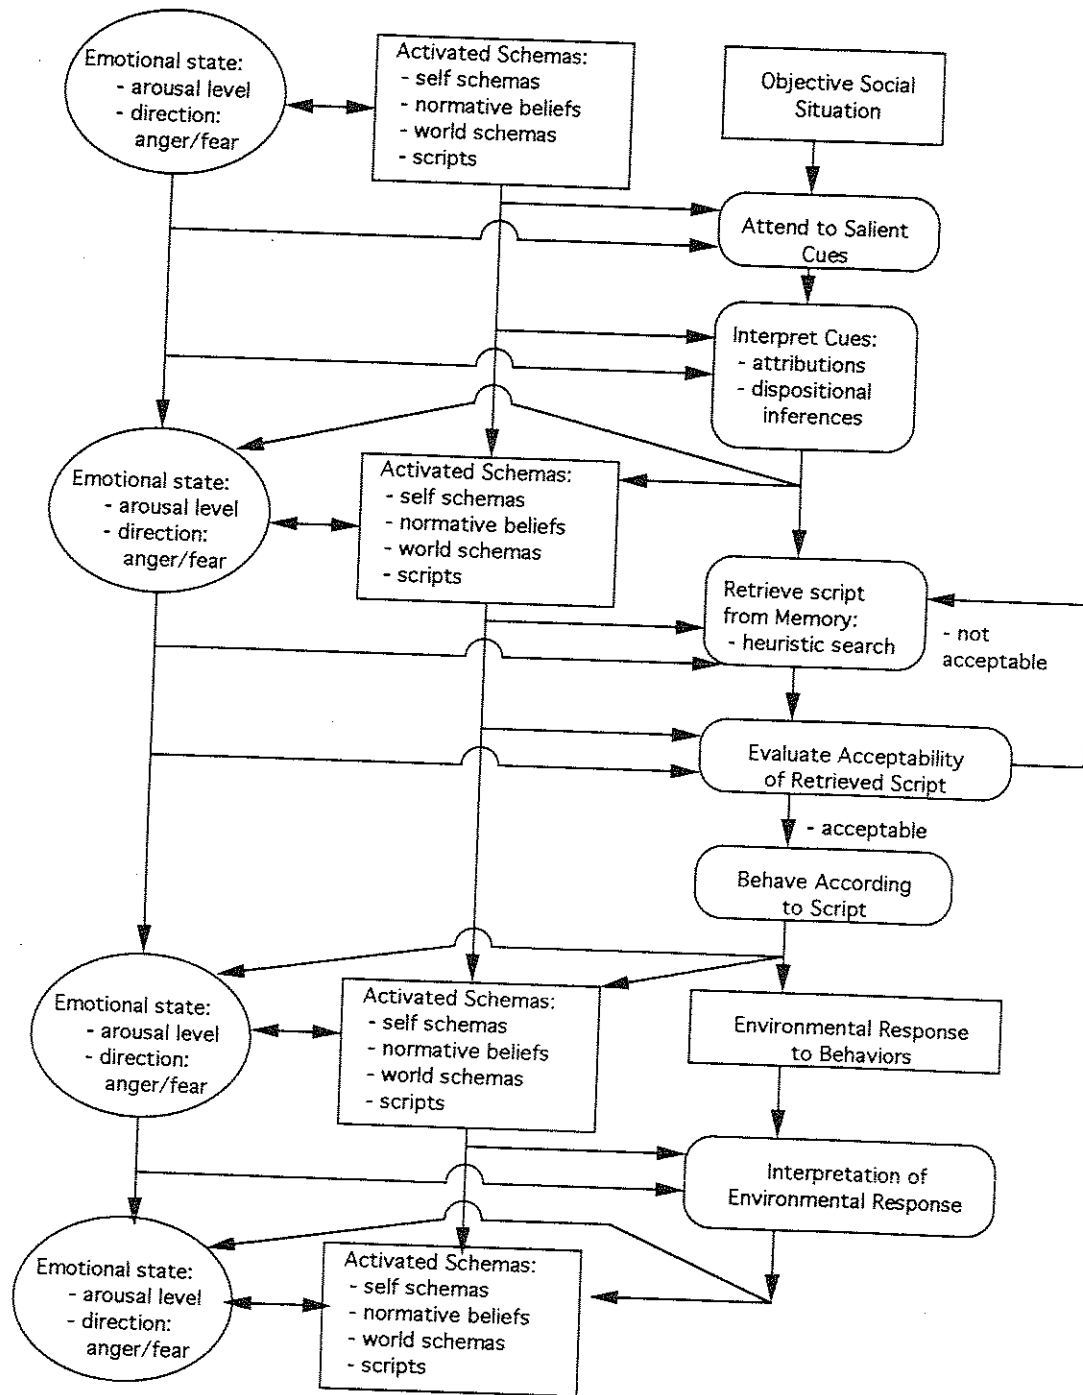 Emotional state:
- arousal level
- direction:
anger/fear
Activated Schemas:
- self schemas
- normative beliefs
- world schemas
- scripts
Objective Social
Situation
Attend to Salient
Cues
Interpret Cues:
- attributions
- dispositional
inferences
Emotional state:
- arousal level
- direction:
anger/fear
Activated Schemas:
- self schemas
- normative beliefs
- world schemas
- scripts
Retrieve script
from Memory:
- heuristic search
- not
acceptable
Evaluate Acceptability
of Retrieved Script
- acceptable
Behave According
to Script
Emotional state:
- arousal level
- direction:
anger/fear
Activated Schemas:
- self schemas
- normative beliefs
- world schemas
- scripts
Environmental Response
to Behaviors
Interpretation of
Environmental Response
Emotional state:
- arousal level
- direction:
anger/fear
Activated Schemas:
- self schemas
- normative beliefs
- world schemas
- scripts